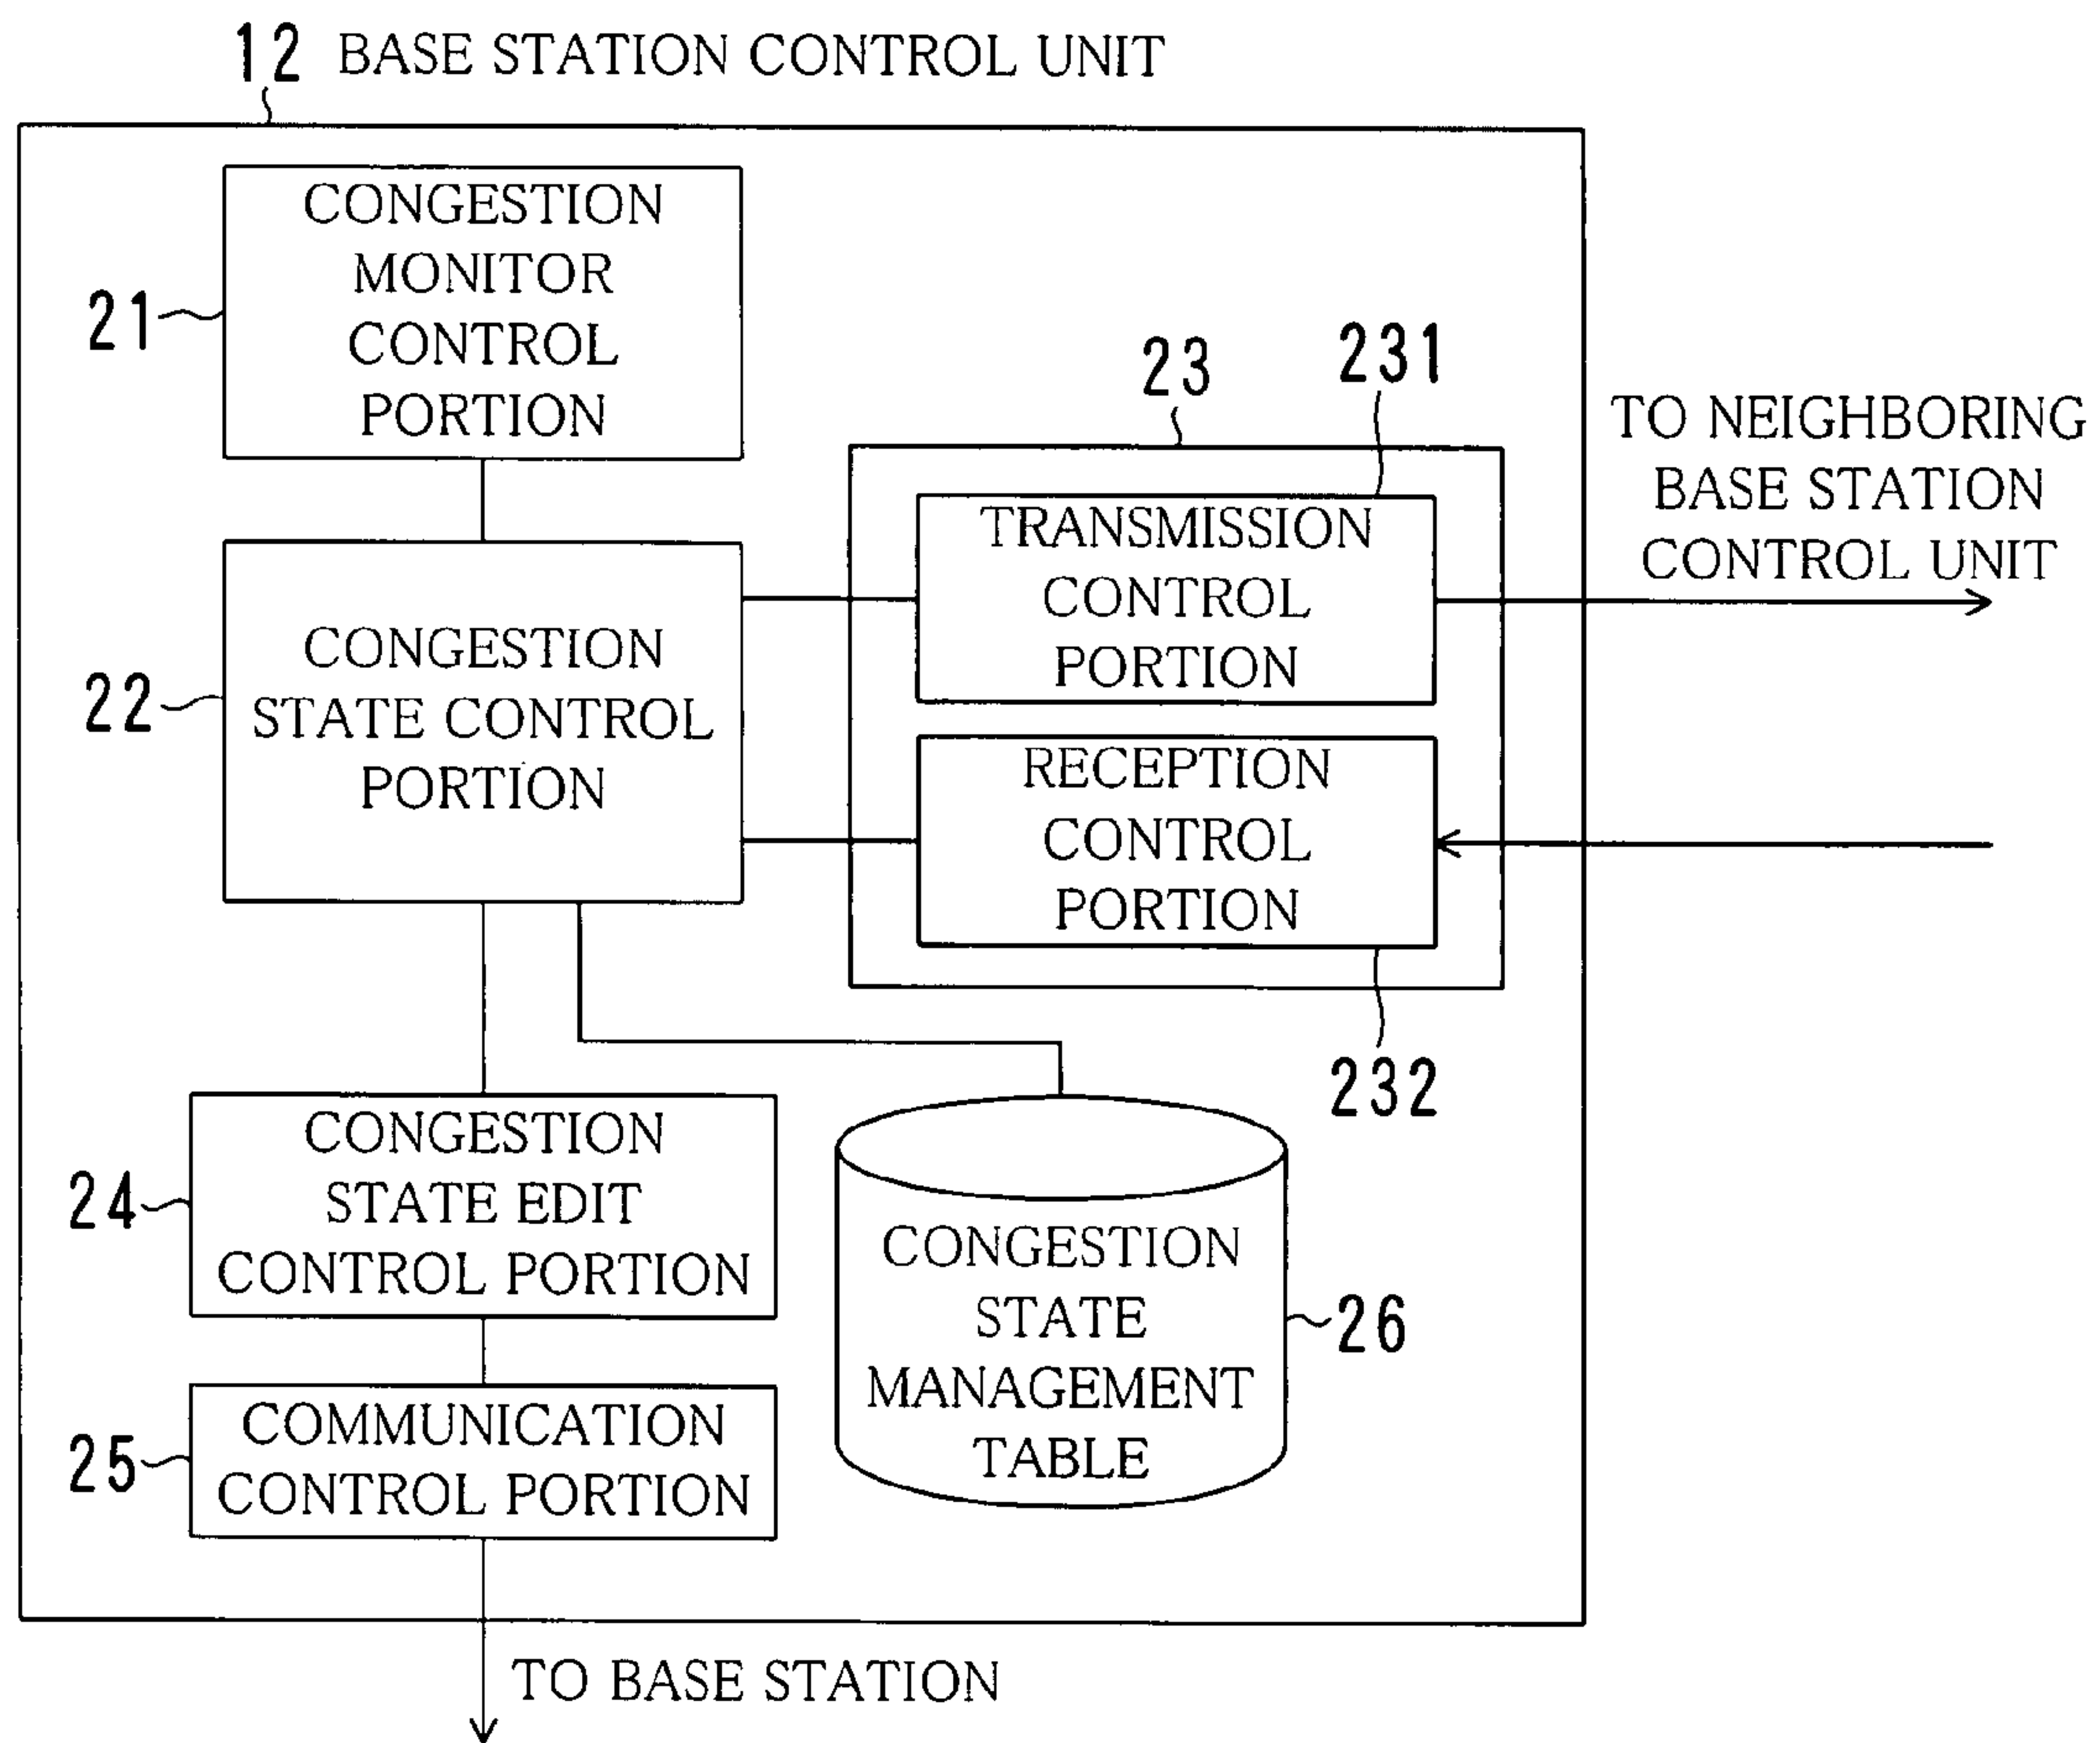 12 BASE STATION CONTROL UNIT
CONGESTION
MONITOR
CONTROL
PORTION
21
23
231
TO NEIGHBORING
BASE STATION
CONTROL UNIT
TRANSMISSION
CONTROL
PORTION
CONGESTION
STATE CONTROL
PORTION
22
RECEPTION
CONTROL
PORTION
232
CONGESTION
STATE EDIT
CONTROL PORTION
24
CONGESTION
STATE
MANAGEMENT
TABLE
26
COMMUNICATION
CONTROL PORTION
25
TO BASE STATION